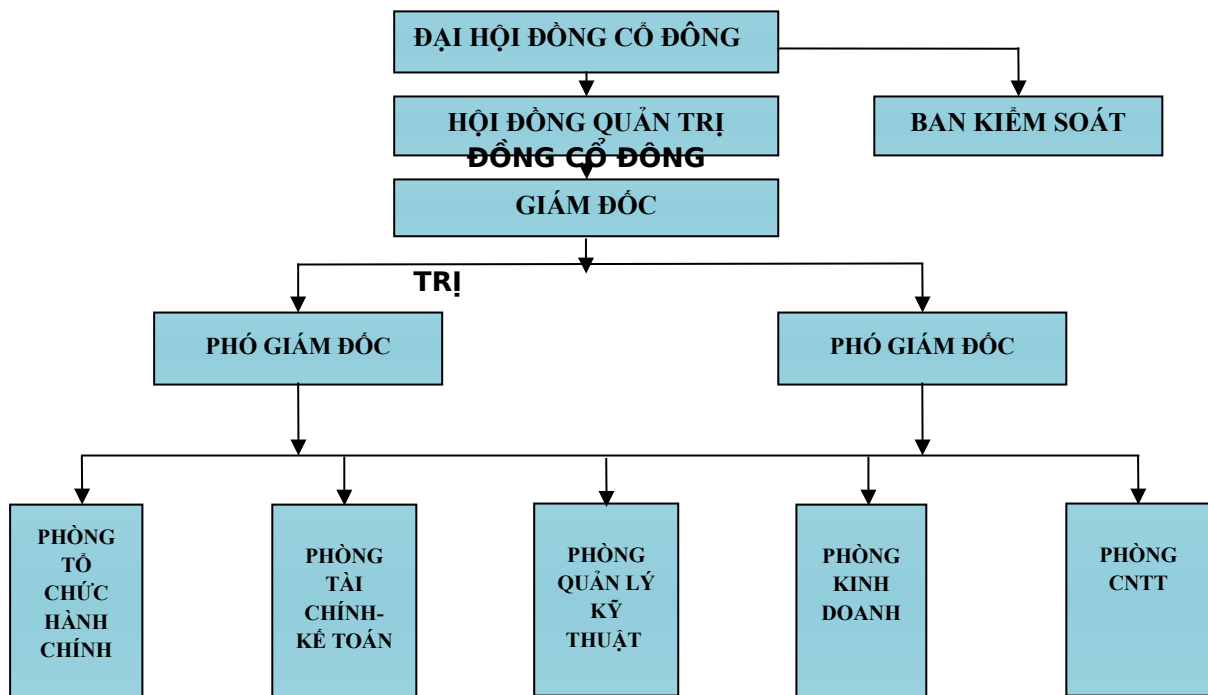 ĐẠI HỘI ĐỒNG CỔ ĐÔNG
HỘI ĐỒNG QUẢN TRỊ
BAN KIỂM SOÁT
ĐỒNG CỔ ĐÔNG
GIÁM ĐỐC
TRỊ
PHÓ GIÁM ĐỐC
PHÓ GIÁM ĐỐC
PHÒNG
TỔ
CHỨC
HÀNH
CHÍNH
PHÒNG
TÀI
CHÍNH-
KẾ TOÁN
PHÒNG
QUẢN LÝ
KỸ
THUẬT
PHÒNG
KINH
DOANH
PHÒNG
CNTT